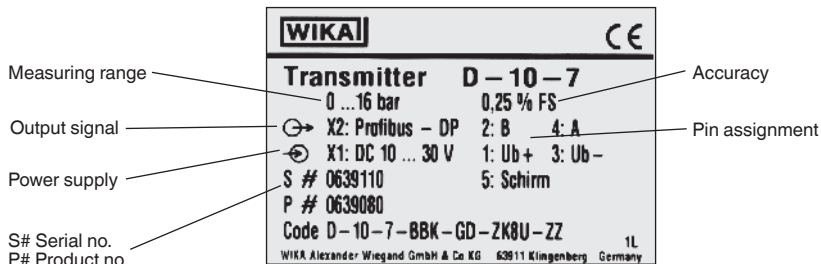 WIKAI
CE
Transmitter D-10-7
Measuring range
Accuracy
0 ...16 bar 0,25 % FS
Output signal
X2: Profibus - DP 2: B 4: A
Pin assignment
X1: DC 10 ... 30 V 1: Ub+ 3: Ub-
Power supply
S # 0639110 5: Schirm
P # 0639080
S# Serial no.
P# Product no.
Code D-10-7-BBK-GD-ZK8U-ZZ
1L
WIKA Alexander Wiegand GmbH & Co KG 63911 Klingenberg Germany